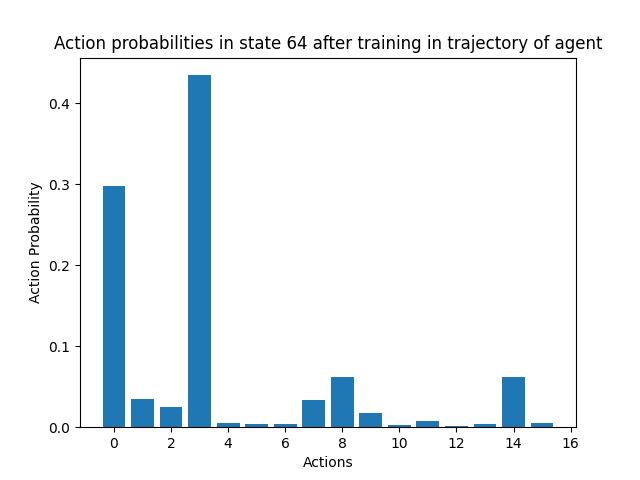 Action probabilities in state 64 after training in trajectory of agent
0.4
0.3
0.2
0.1
0.0
Action Probability
0 2 4 6 8 10 12 14 16
Actions